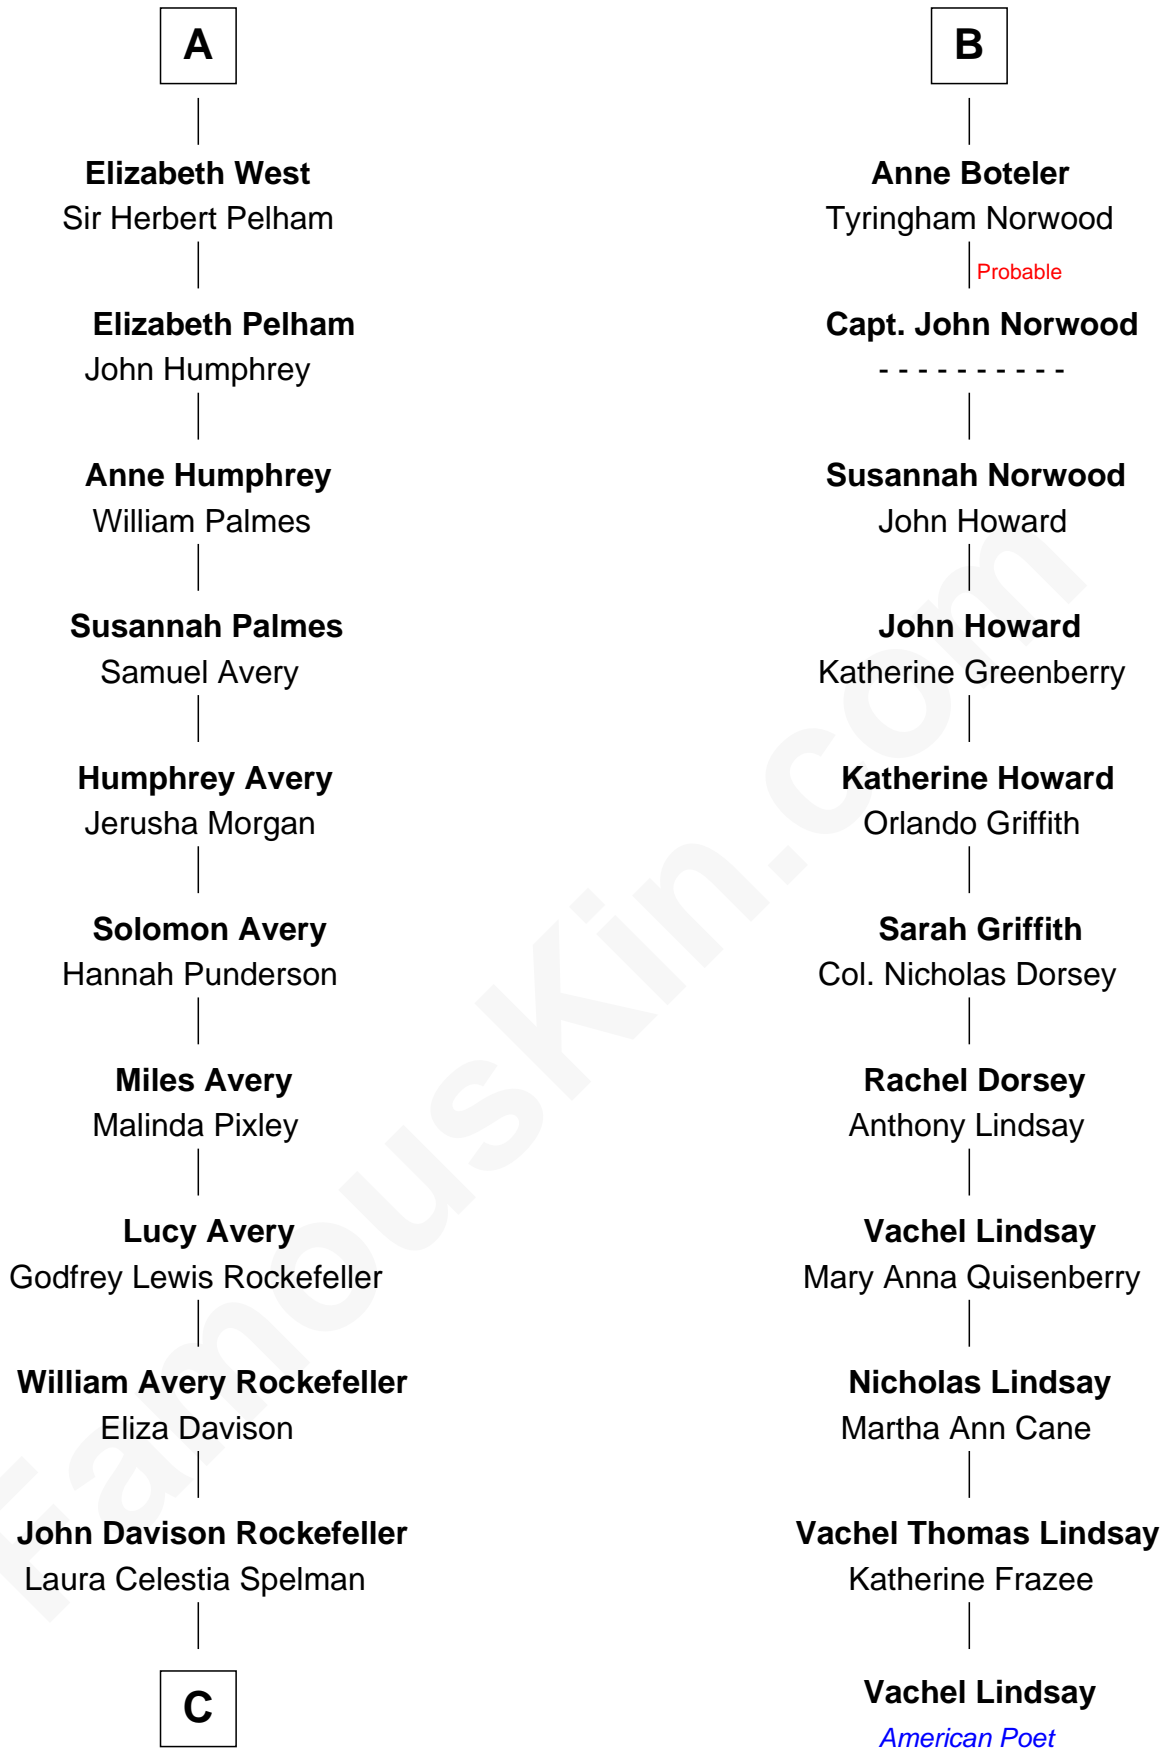 A
Elizabeth West
Sir Herbert Pelham
Elizabeth Pelham
John Humphrey
Anne Humphrey
William Palmes
Susannah Palmes
Samuel Avery
Humphrey Avery
Jerusha Morgan
Solomon Avery
Hannah Punderson
Miles Avery
Malinda Pixley
Lucy Avery
Godfrey Lewis Rockefeller
William Avery Rockefeller
Eliza Davison
John Davison Rockefeller
Laura Celestia Spelman
C
B
Anne Boteler
Tyringham Norwood
Probable
Capt. John Norwood
- - - - - - - - - -
Susannah Norwood
John Howard
John Howard
Katherine Greenberry
Katherine Howard
Orlando Griffith
Sarah Griffith
Col. Nicholas Dorsey
Rachel Dorsey
Anthony Lindsay
Vachel Lindsay
Mary Anna Quisenberry
Nicholas Lindsay
Martha Ann Cane
Vachel Thomas Lindsay
Katherine Frazee
Vachel Lindsay
American Poet
FamousKin.com